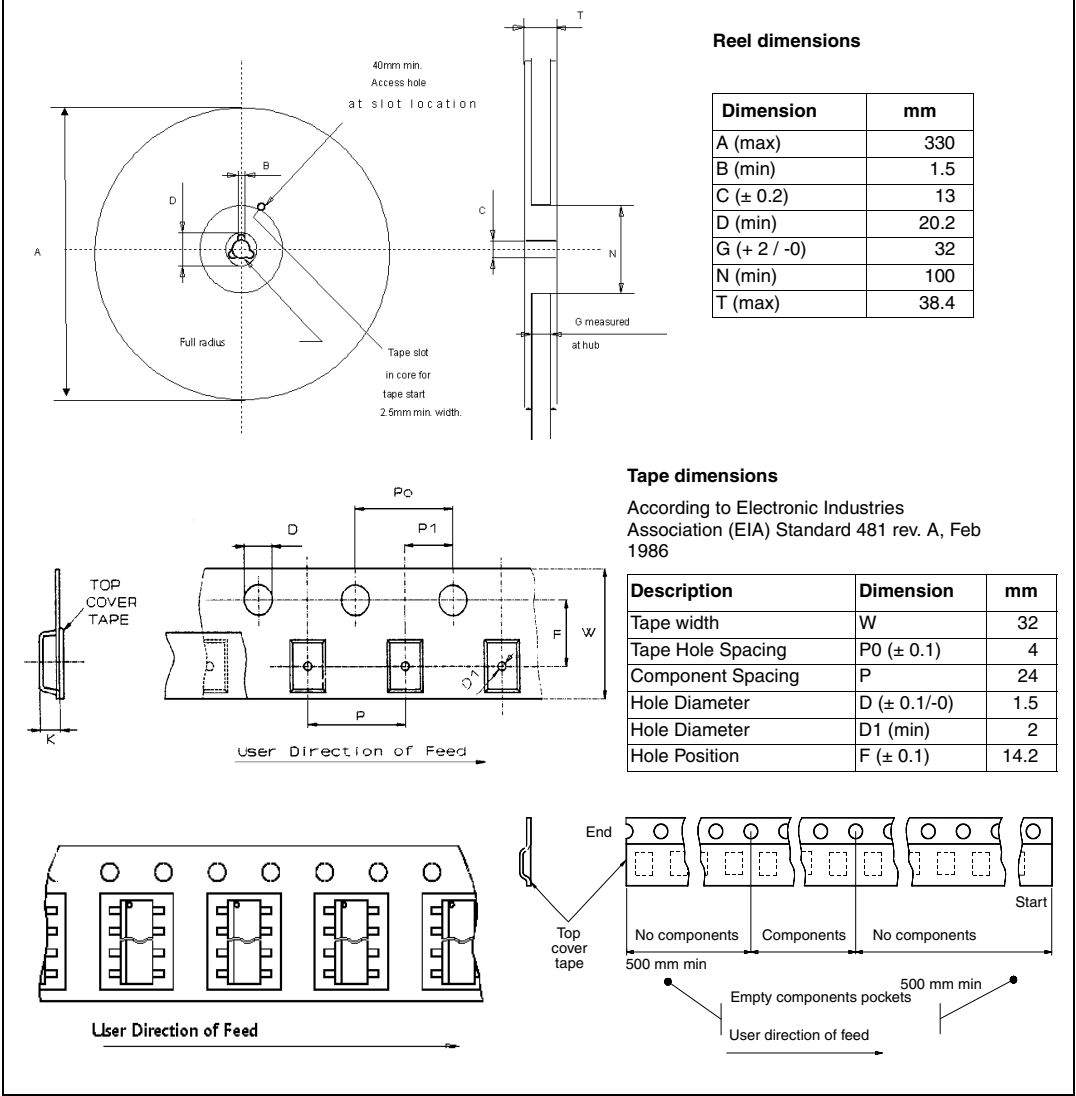 T
Reel dimensions
40mm min.
Access hole
at slot location
B
D
A
C
N
Full radius
Tape slot
in core for
tape start
2.5mm min. width.
G measured
at hub
Dimension mm
A (max) 330
B (min) 1.5
C (± 0.2) 13
D (min) 20.2
G (+ 2 / -0) 32
N (min) 100
T (max) 38.4
Tape dimensions
According to Electronic Industries
Association (EIA) Standard 481 rev. A, Feb
1986
Po
D
P1
TOP
COVER
TAPE
F
W
D1
P
K
User Direction of Feed
Description Dimension mm
Tape width W 32
Tape Hole Spacing P0 (± 0.1) 4
Component Spacing P 24
Hole Diameter D (± 0.1/-0) 1.5
Hole Diameter D1 (min) 2
Hole Position F (± 0.1) 14.2
User Direction of Feed
End
Start
Top
cover
tape
No components Components No components
500 mm min
500 mm min
Empty components pockets
User direction of feed